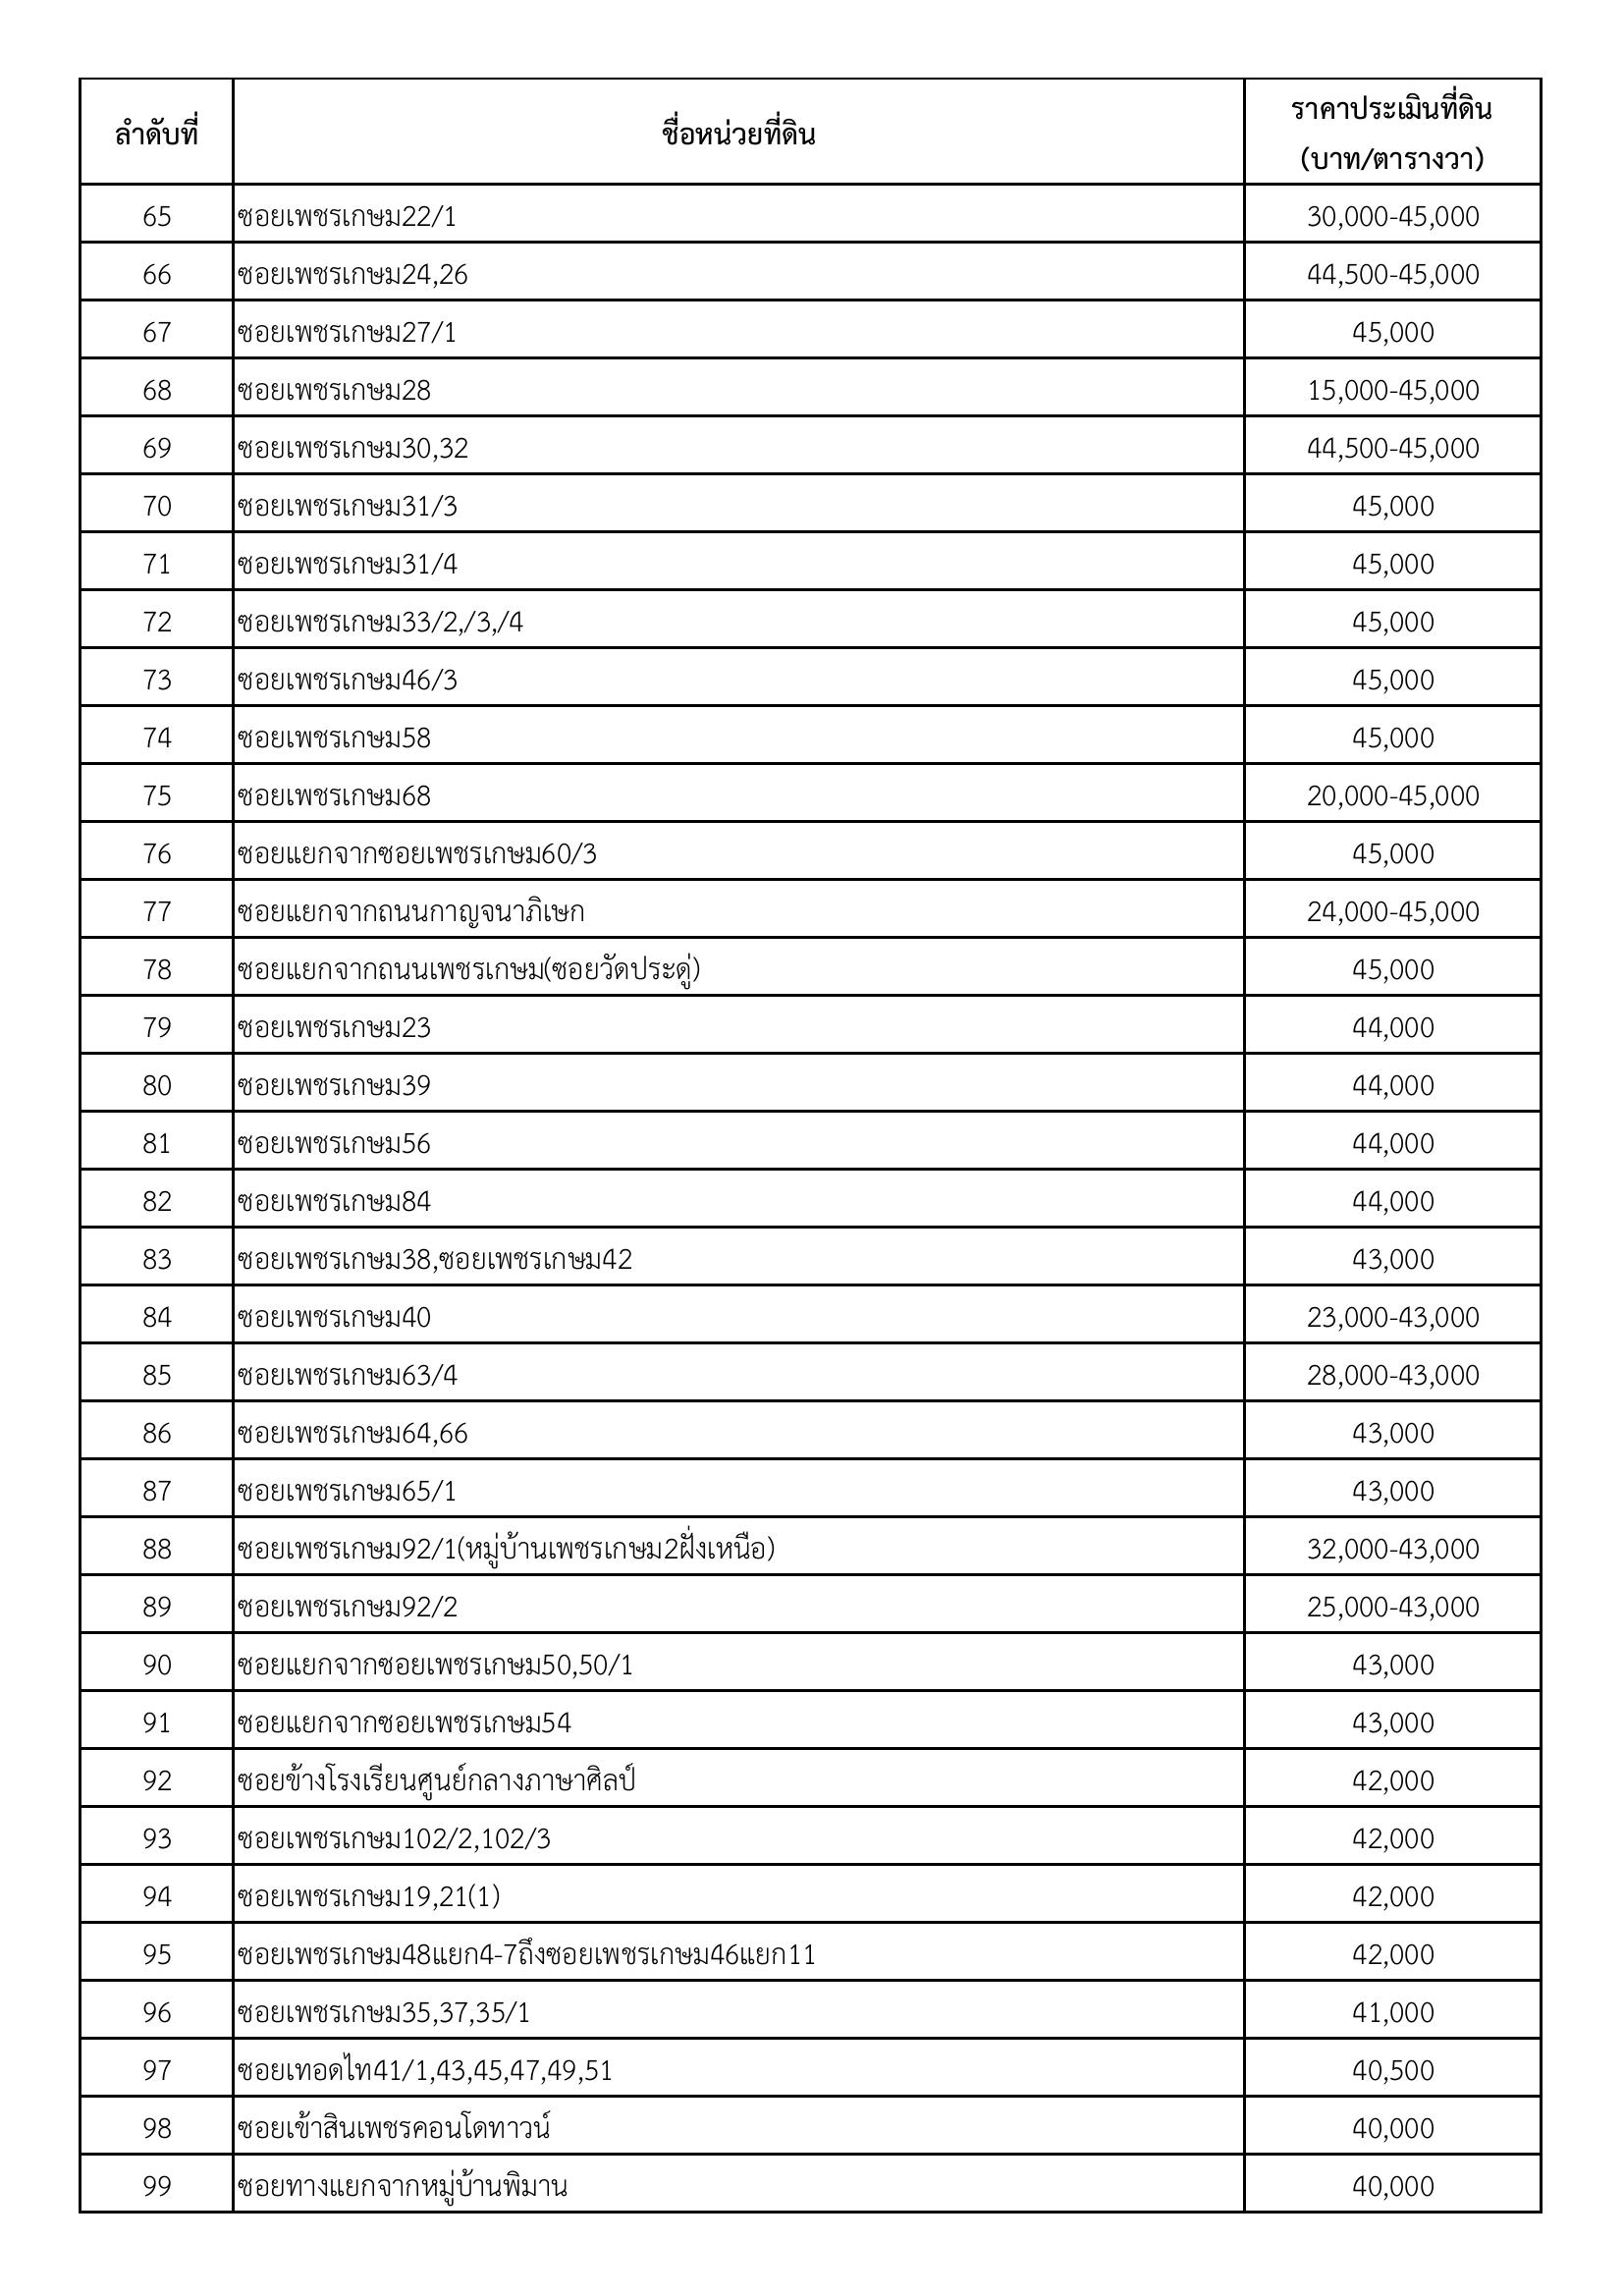 ลำดับที่ ชื่อหน่วยที่ดิน ราคาประเมินที่ดิน
(บาท/ตารางวา)
65 ซอยเพชรเกษม22/1 30,000-45,000
66 ซอยเพชรเกษม24,26 44,500-45,000
67 ซอยเพชรเกษม27/1 45,000
68 ซอยเพชรเกษม28 15,000-45,000
69 ซอยเพชรเกษม30,32 44,500-45,000
70 ซอยเพชรเกษม31/3 45,000
71 ซอยเพชรเกษม31/4 45,000
72 ซอยเพชรเกษม33/2,/3,/4 45,000
73 ซอยเพชรเกษม46/3 45,000
74 ซอยเพชรเกษม58 45,000
75 ซอยเพชรเกษม68 20,000-45,000
76 ซอยแยกจากซอยเพชรเกษม60/3 45,000
77 ซอยแยกจากถนนกาญจนาภิเษก 24,000-45,000
78 ซอยแยกจากถนนเพชรเกษม(ซอยวัดประดู่) 45,000
79 ซอยเพชรเกษม23 44,000
80 ซอยเพชรเกษม39 44,000
81 ซอยเพชรเกษม56 44,000
82 ซอยเพชรเกษม84 44,000
83 ซอยเพชรเกษม38,ซอยเพชรเกษม42 43,000
84 ซอยเพชรเกษม40 23,000-43,000
85 ซอยเพชรเกษม63/4 28,000-43,000
86 ซอยเพชรเกษม64,66 43,000
87 ซอยเพชรเกษม65/1 43,000
88 ซอยเพชรเกษม92/1(หมู่บ้านเพชรเกษม2ฝั่งเหนือ) 32,000-43,000
89 ซอยเพชรเกษม92/2 25,000-43,000
90 ซอยแยกจากซอยเพชรเกษม50,50/1 43,000
91 ซอยแยกจากซอยเพชรเกษม54 43,000
92 ซอยข้างโรงเรียนศูนย์กลางภาษาศิลป์ 42,000
93 ซอยเพชรเกษม102/2,102/3 42,000
94 ซอยเพชรเกษม19,21(1) 42,000
95 ซอยเพชรเกษม48แยก4-7ถึงซอยเพชรเกษม46แยก11 42,000
96 ซอยเพชรเกษม35,37,35/1 41,000
97 ซอยเทอดไท41/1,43,45,47,49,51 40,500
98 ซอยเข้าสินเพชรคอนโดทาวน์ 40,000
99 ซอยทางแยกจากหมู่บ้านพิมาน 40,000